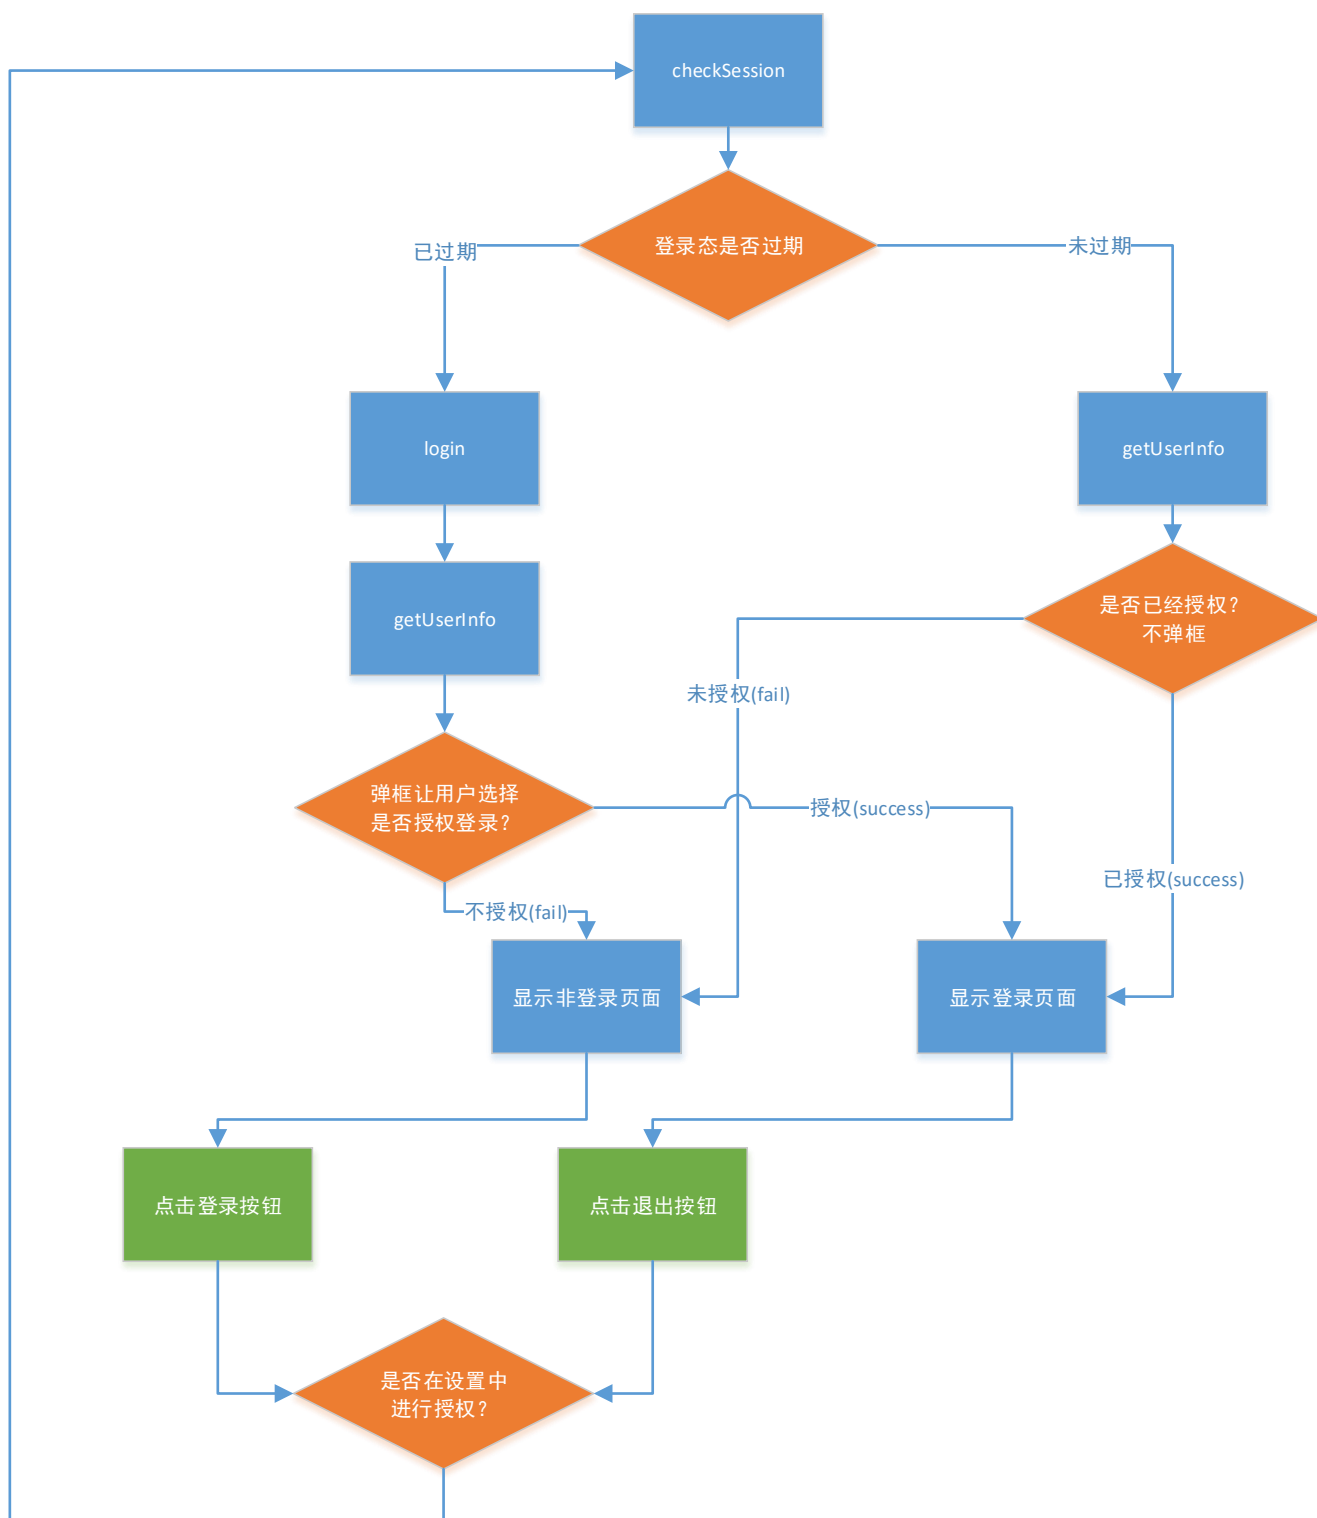 checkSession
登录态是否过期
已过期
未过期
login
getUserInfo
getUserInfo
是否已经授权？
不弹框
未授权(fail)
弹框让用户选择
是否授权登录？
授权(success)
已授权(success)
不授权(fail)
显示非登录页面
显示登录页面
点击登录按钮
点击退出按钮
是否在设置中
进行授权？